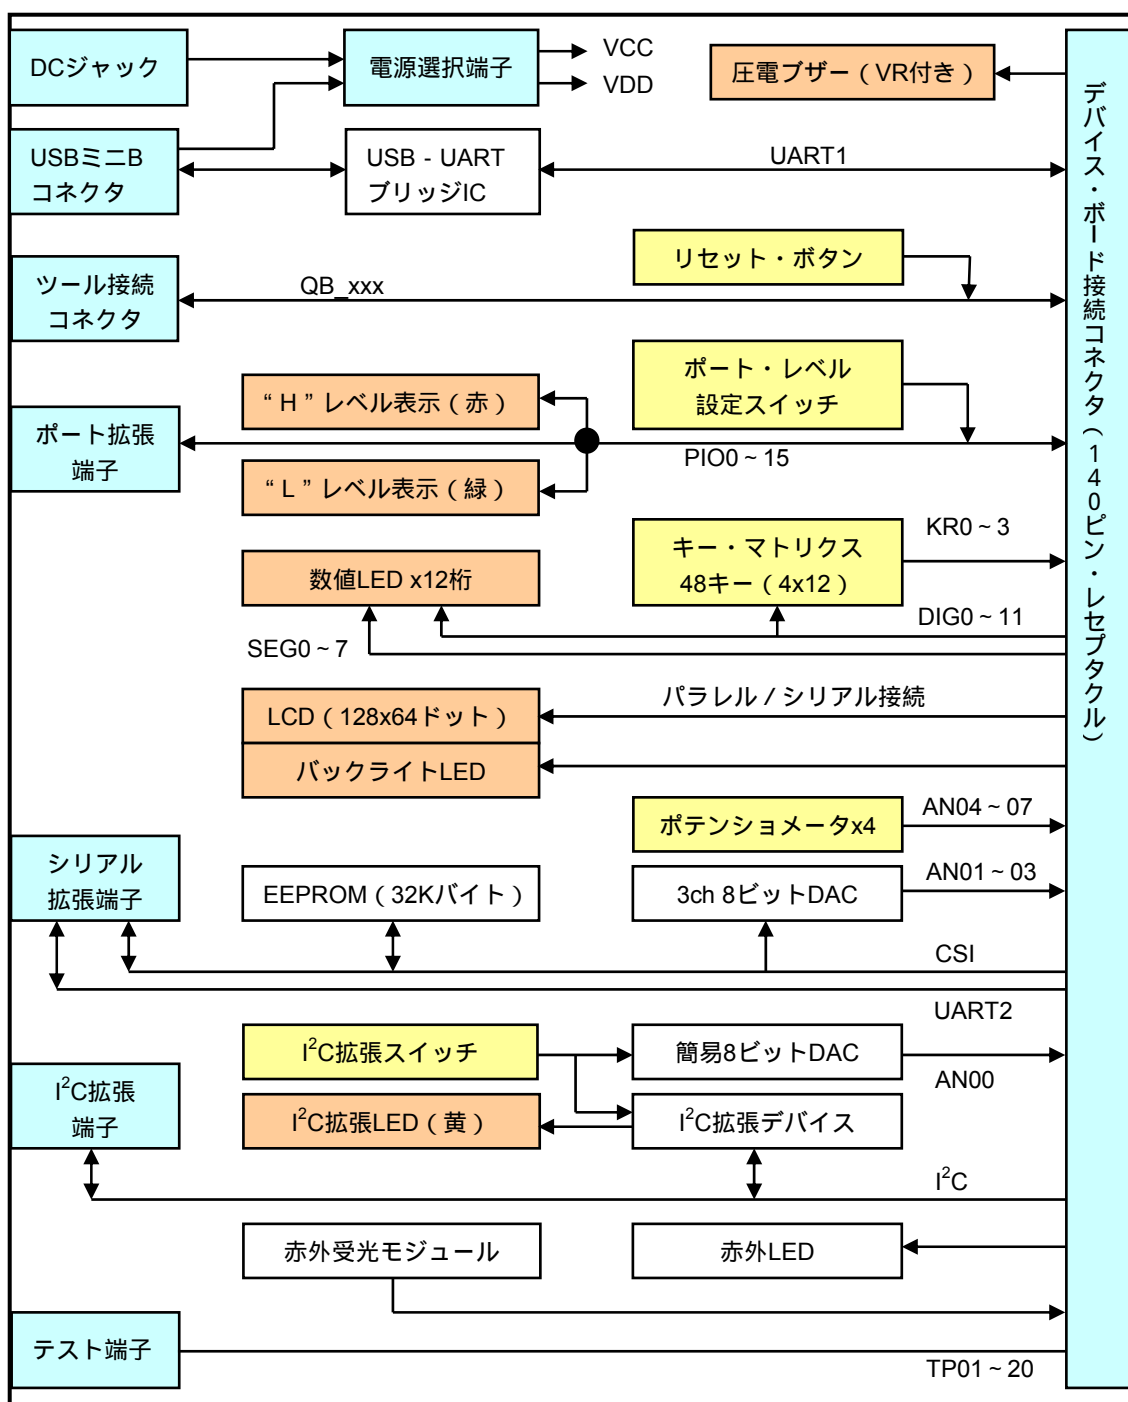 DCジャック
電源選択端子
VCC
VDD
圧電ブザー（VR付き）
USBミニB
コネクタ
USB - UART
ブリッジIC
UART1
デバイス・ボード接続コネクタ（140ピン・レセプタクル）
リセット・ボタン
ツール接続
コネクタ
QB_xxx
ポート・レベル
設定スイッチ
“H”レベル表示（赤）
ポート拡張
端子
PIO0～15
“L”レベル表示（緑）
キー・マトリクス
48キー（4x12）
KR0～3
数値LED x12桁
DIG0～11
SEG0～7
パラレル／シリアル接続
LCD（128x64ドット）
バックライトLED
ポテンショメータx4
AN04～07
シリアル
拡張端子
EEPROM（32Kバイト）
3ch 8ビットDAC
AN01～03
CSI
UART2
I²C拡張スイッチ
簡易8ビットDAC
AN00
I²C拡張
端子
I²C拡張LED（黄）
I²C拡張デバイス
I²C
赤外受光モジュール
赤外LED
テスト端子
TP01～20